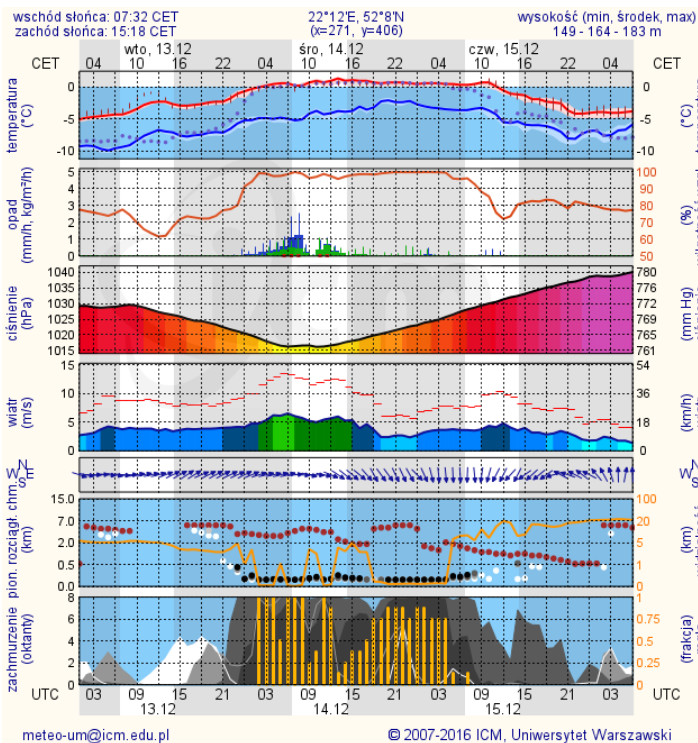 wschód słońca: 07:32 CET 22°12'E, 52°8'N wysokość (min, środek, max)
zachód słońca: 15:18 CET (x=271, y=406) 149 - 164 - 183 m
wto, 13.12 śro, 14.12 czw, 15.12
CET 04 10 16 22 04 10 16 22 04 10 16 22 04 CET
temperatura (°C)
0 0
-5 -5
-10 -10
(°C)
opad (mm/h, kg/m²/h)
5 100
4 90
3 80
2 70
1 60
0 50
(%)
ciśnienie (hPa)
1040 780
1035 776
1030 772
1025 769
1020 765
1015 761
(mm Hg)
wiatr (m/s)
15 54
10 36
5 18
0 0
(km/h)
N
W E
S
N
W
S
pion. rozciągł. chm. (km)
15.0 100
7.0 20
2.0 5
0.5 1
0.0 0
(km)
zachmurzenie (oktanty)
8 1
6 0.75
4 0.5
2 0.25
0 0
(frakcja)
UTC 03 09 15 21 03 09 15 21 03 09 15 21 03 UTC
13.12 14.12 15.12
meteo-um@icm.edu.pl © 2007-2016 ICM, Uniwersytet Warszawski